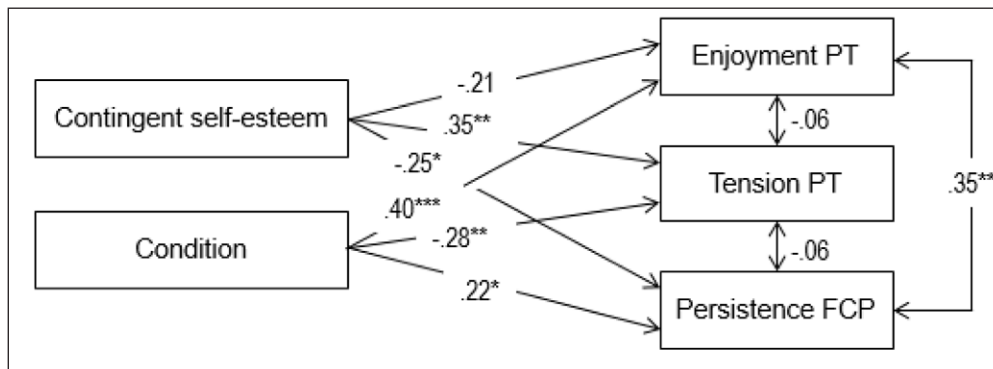 Enjoyment PT
-.21
Contingent self-esteem
.35**
-.06
-.25*
Tension PT
.35**
.40***
Condition
-.28**
-.06
.22*
Persistence FCP